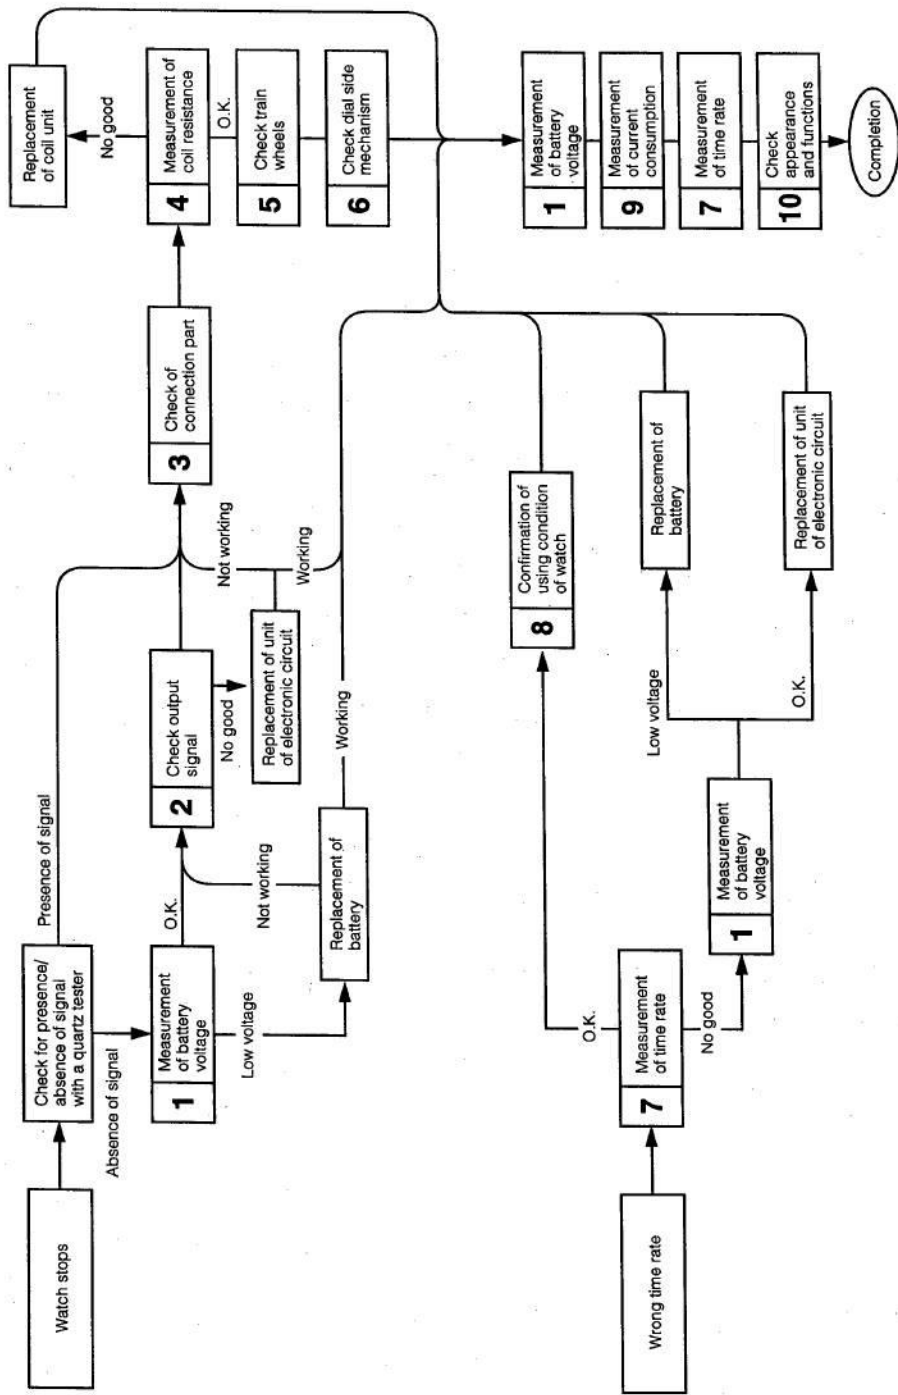 Watch stops
Check for presence/
absence of signal
with a quartz tester
Presence of signal
Absence of signal
1
Measurement
of battery
voltage
O.K.
Low voltage
Not working
Replacement of
battery
Working
2
Check output
signal
No good
Replacement of unit
of electronic circuit
Not working
Working
3
Check of
connection part
4
Measurement of
coil resistance
No good
Replacement
of coil unit
O.K.
5
Check train
wheels
6
Check dial side
mechanism
Wrong time rate
7
Measurement
of time rate
O.K.
No good
8
Confirmation of
using condition
of watch
1
Measurement
of battery
voltage
Low voltage
O.K.
Replacement of
battery
Replacement of unit
of electronic circuit
1
Measurement
of battery
voltage
9
Measurement
of current
consumption
7
Measurement
of time rate
10
Check
appearance
and functions
Completion